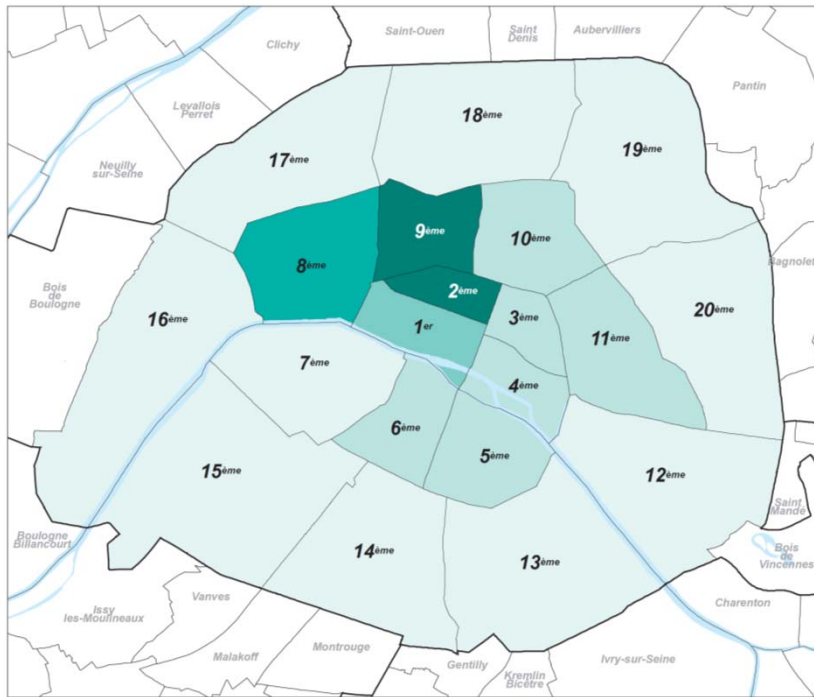 Saint-Ouen
Saint
Denis
Aubervilliers
Clichy
Pantin
Levallois
Perret
18ème
19ème
17ème
Neuilly
sur-Seine
9ème
10ème
8ème
Bagnolet
Bois
de
Boulogne
2ème
16ème
1er
3ème
20ème
11ème
7ème
4ème
6ème
5ème
15ème
12ème
Saint
Mandé
Boulogne
Billancourt
14ème
13ème
Bois
de
Vincennes
Vanves
Charenton
Issy
les-Moulineaux
Malakoff
Montrouge
Gentilly
Kremlin
Bicêtre
Ivry-sur-Seine